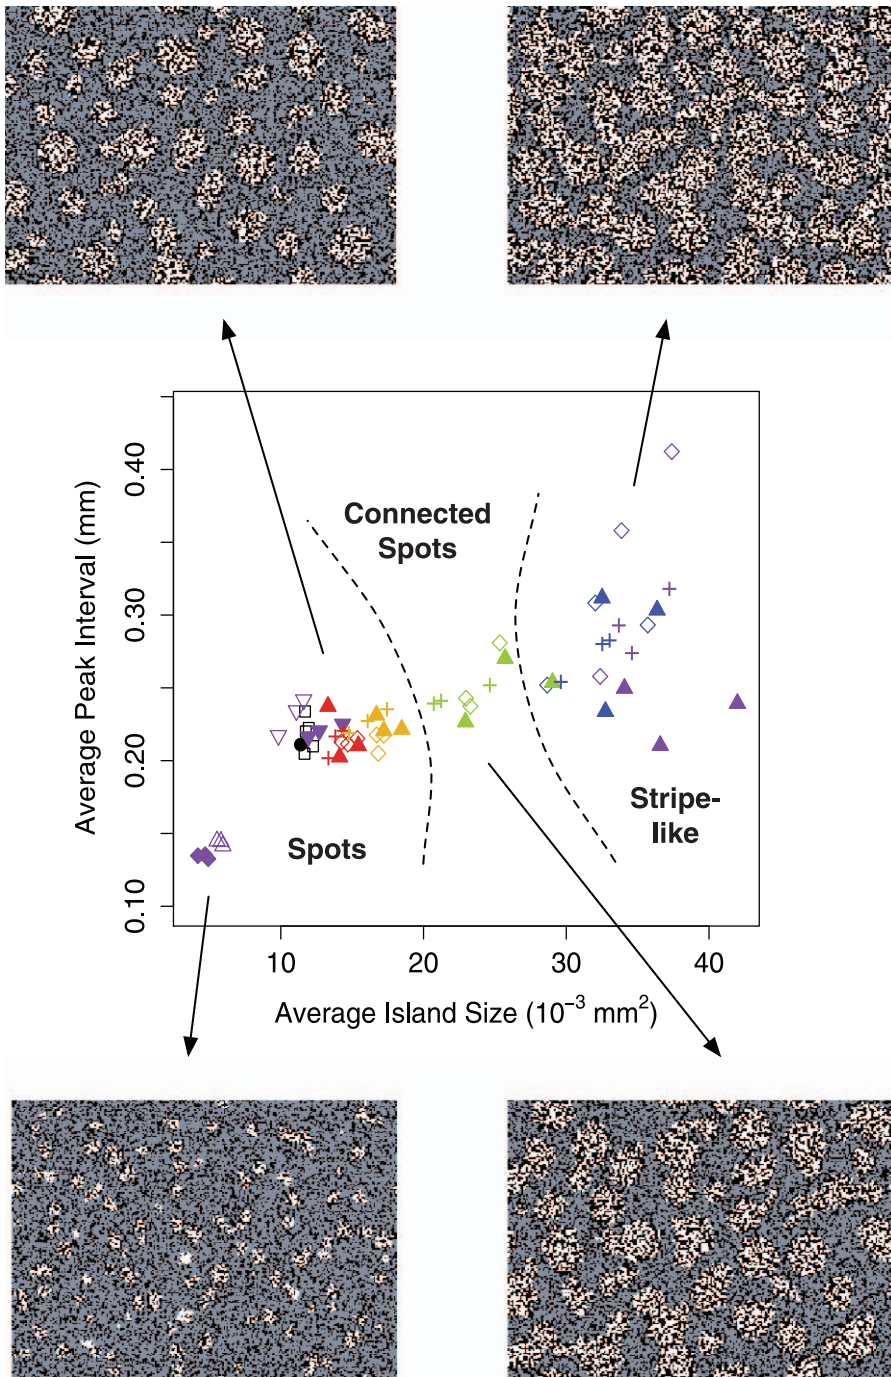 Connected
Spots
Spots
Stripe-
like
Average Peak Interval (mm)
0.40
0.30
0.20
0.10
10 20 30 40
Average Island Size (10⁻³ mm²)